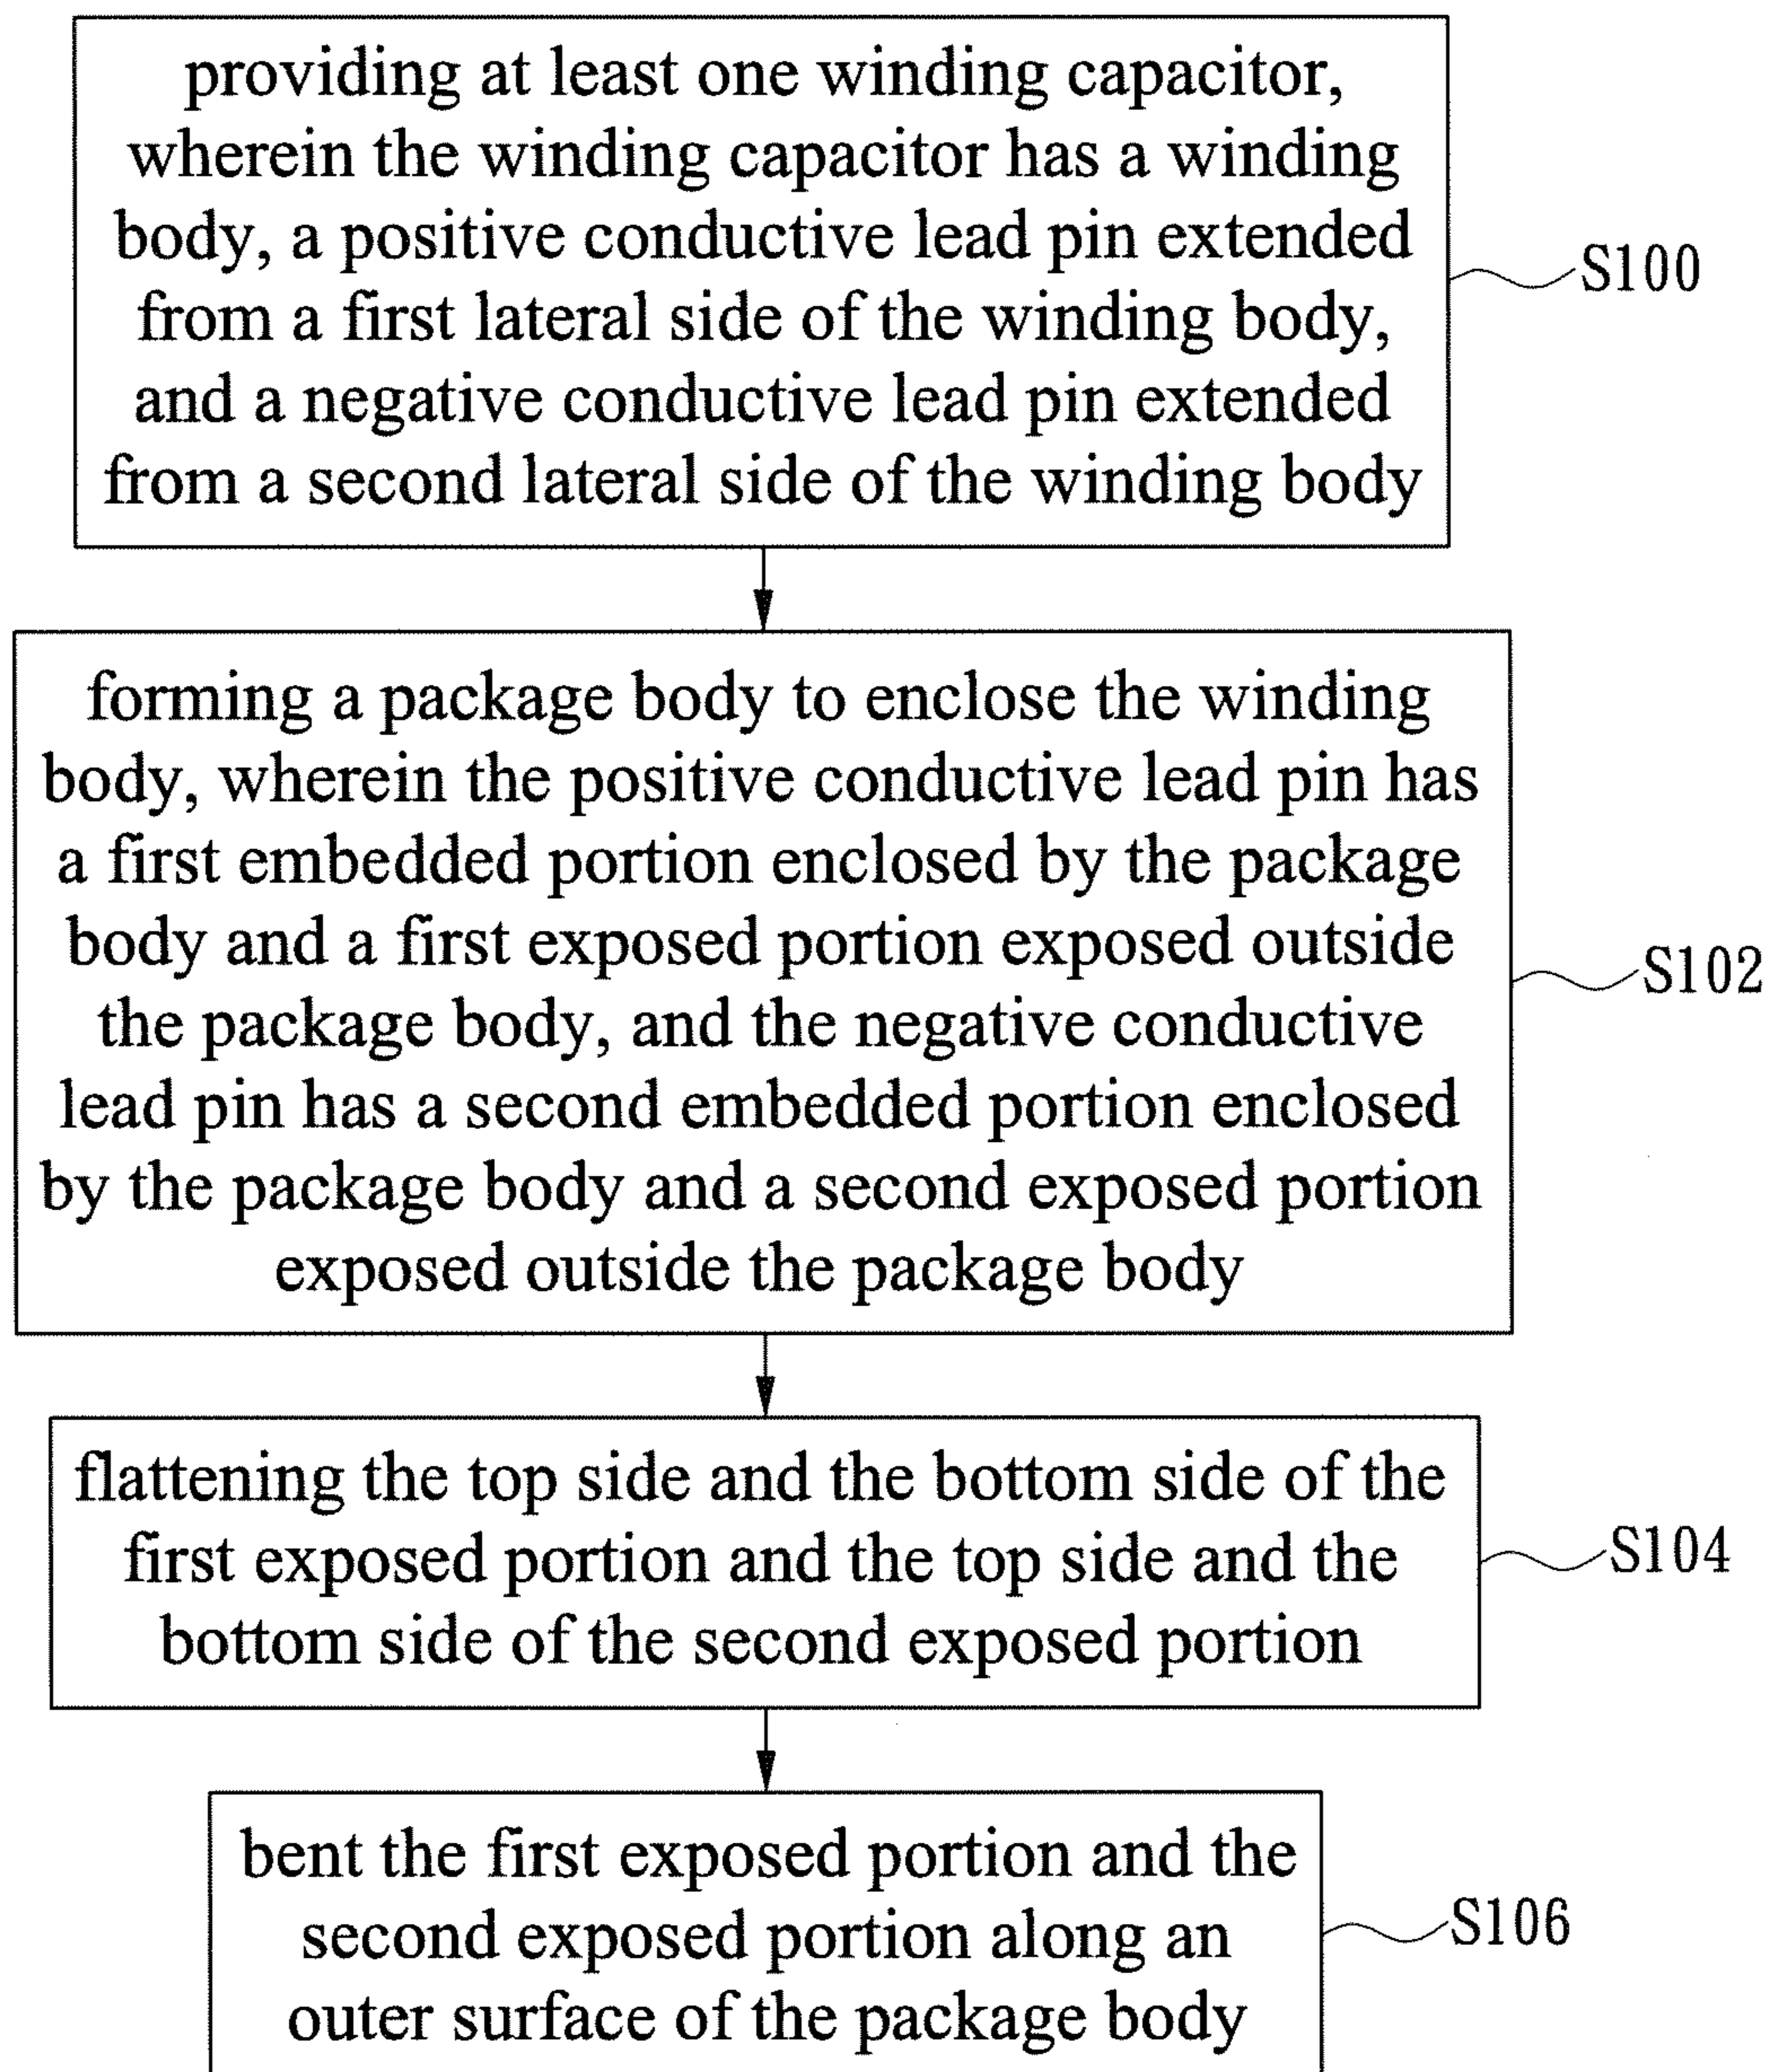 providing at least one winding capacitor,
wherein the winding capacitor has a winding
body, a positive conductive lead pin extended
from a first lateral side of the winding body,
and a negative conductive lead pin extended
from a second lateral side of the winding body
S100
forming a package body to enclose the winding
body, wherein the positive conductive lead pin has
a first embedded portion enclosed by the package
body and a first exposed portion exposed outside
the package body, and the negative conductive
lead pin has a second embedded portion enclosed
by the package body and a second exposed portion
exposed outside the package body
S102
flattening the top side and the bottom side of the
first exposed portion and the top side and the
bottom side of the second exposed portion
S104
bent the first exposed portion and the
second exposed portion along an
outer surface of the package body
S106